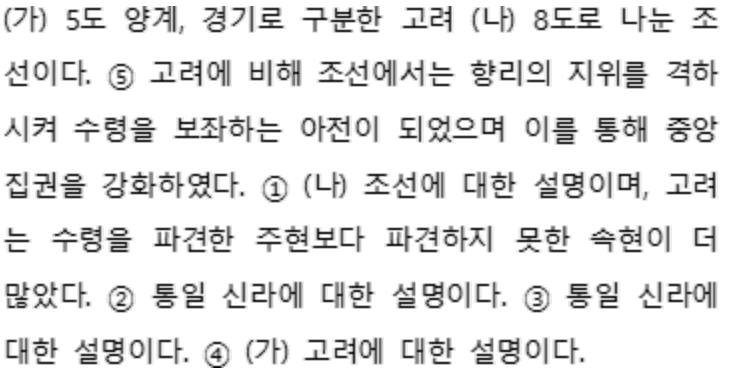 (가) 5도 양계, 경기로 구분한 고려 (나) 8도로 나눈 조
선이다. ⑤ 고려에 비해 조선에서는 향리의 지위를 격하
시켜 수령을 보좌하는 아전이 되었으며 이를 통해 중앙
집권을 강화하였다. ① (나) 조선에 대한 설명이며, 고려
는 수령을 파견한 주현보다 파견하지 못한 속현이 더
많았다. ② 통일 신라에 대한 설명이다. ③ 통일 신라에
대한 설명이다. ④ (가) 고려에 대한 설명이다.